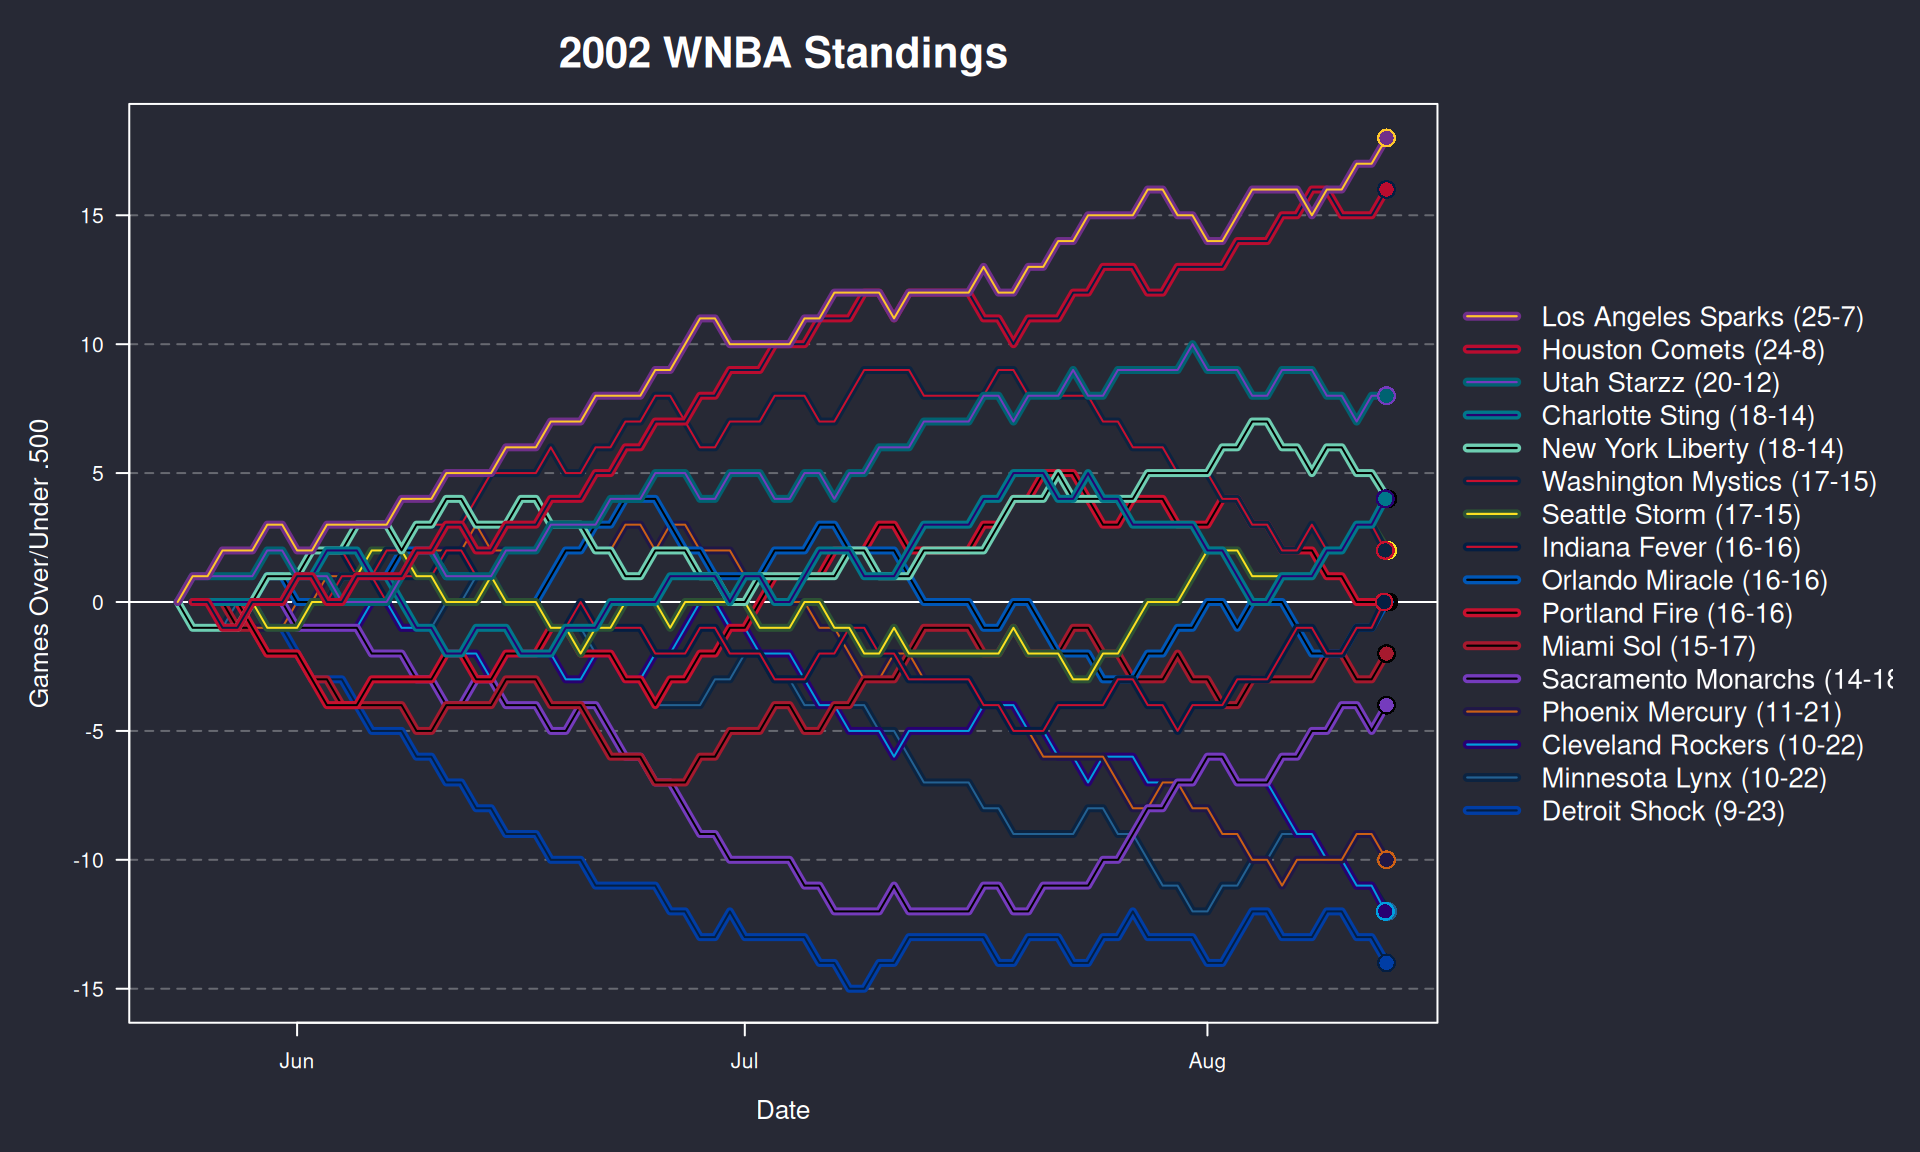 2002 WNBA Standings
Games Over/Under .500
15
10
5
0
-5
-10
-15
Jun
Jul
Aug
Date
Los Angeles Sparks (25-7)
Houston Comets (24-8)
Utah Starzz (20-12)
Charlotte Sting (18-14)
New York Liberty (18-14)
Washington Mystics (17-15)
Seattle Storm (17-15)
Indiana Fever (16-16)
Orlando Miracle (16-16)
Portland Fire (16-16)
Miami Sol (15-17)
Sacramento Monarchs (14-18
Phoenix Mercury (11-21)
Cleveland Rockers (10-22)
Minnesota Lynx (10-22)
Detroit Shock (9-23)